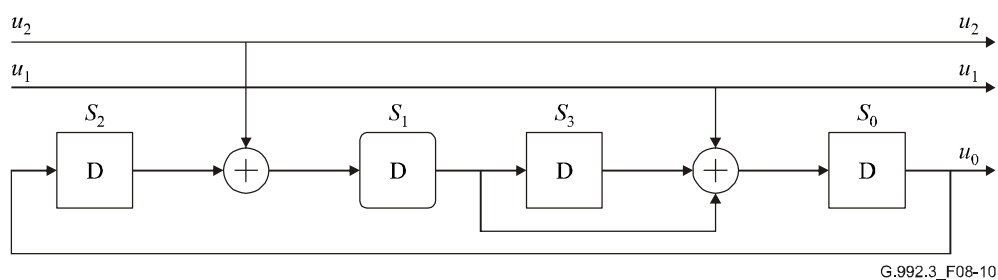 u₂ u₂
u₁ u₁
S₂ S₁ S₃ S₀
D + D D + D u₀
G.992.3_F08-10